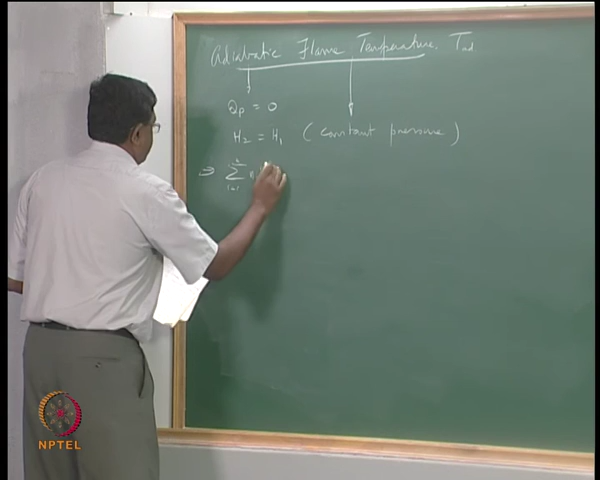 Adiabatic Flame Temperature, Tad
Qp = 0
H2 = H1 (constant pressure)
⇒ ∑ n
NPTEL